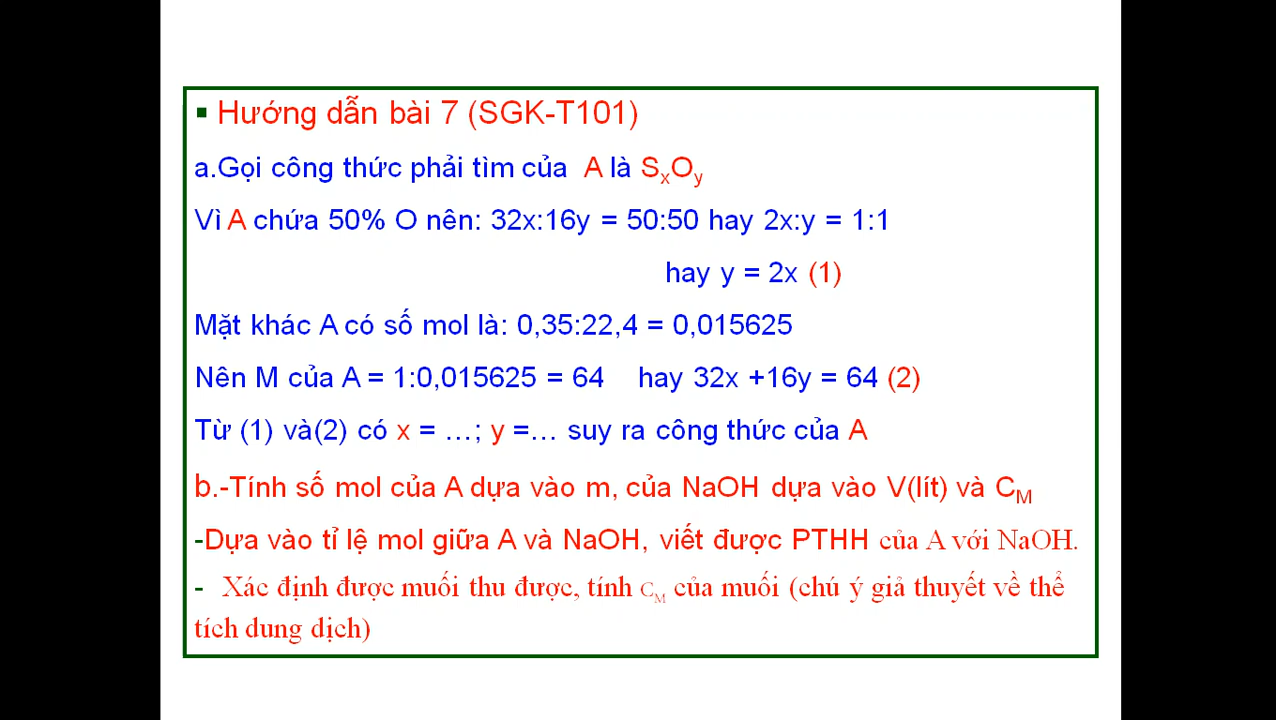 ▪ Hướng dẫn bài 7 (SGK-T101)
a.Gọi công thức phải tìm của A là SxOy
Vì A chứa 50% O nên: 32x:16y = 50:50 hay 2x:y = 1:1
hay y = 2x (1)
Mặt khác A có số mol là: 0,35:22,4 = 0,015625
Nên M của A = 1:0,015625 = 64 hay 32x +16y = 64 (2)
Từ (1) và(2) có x = ...; y =... suy ra công thức của A
b.-Tính số mol của A dựa vào m, của NaOH dựa vào V(lít) và CM
-Dựa vào tỉ lệ mol giữa A và NaOH, viết được PTHH của A với NaOH.
- Xác định được muối thu được, tính CM của muối (chú ý giả thuyết về thể
tích dung dịch)